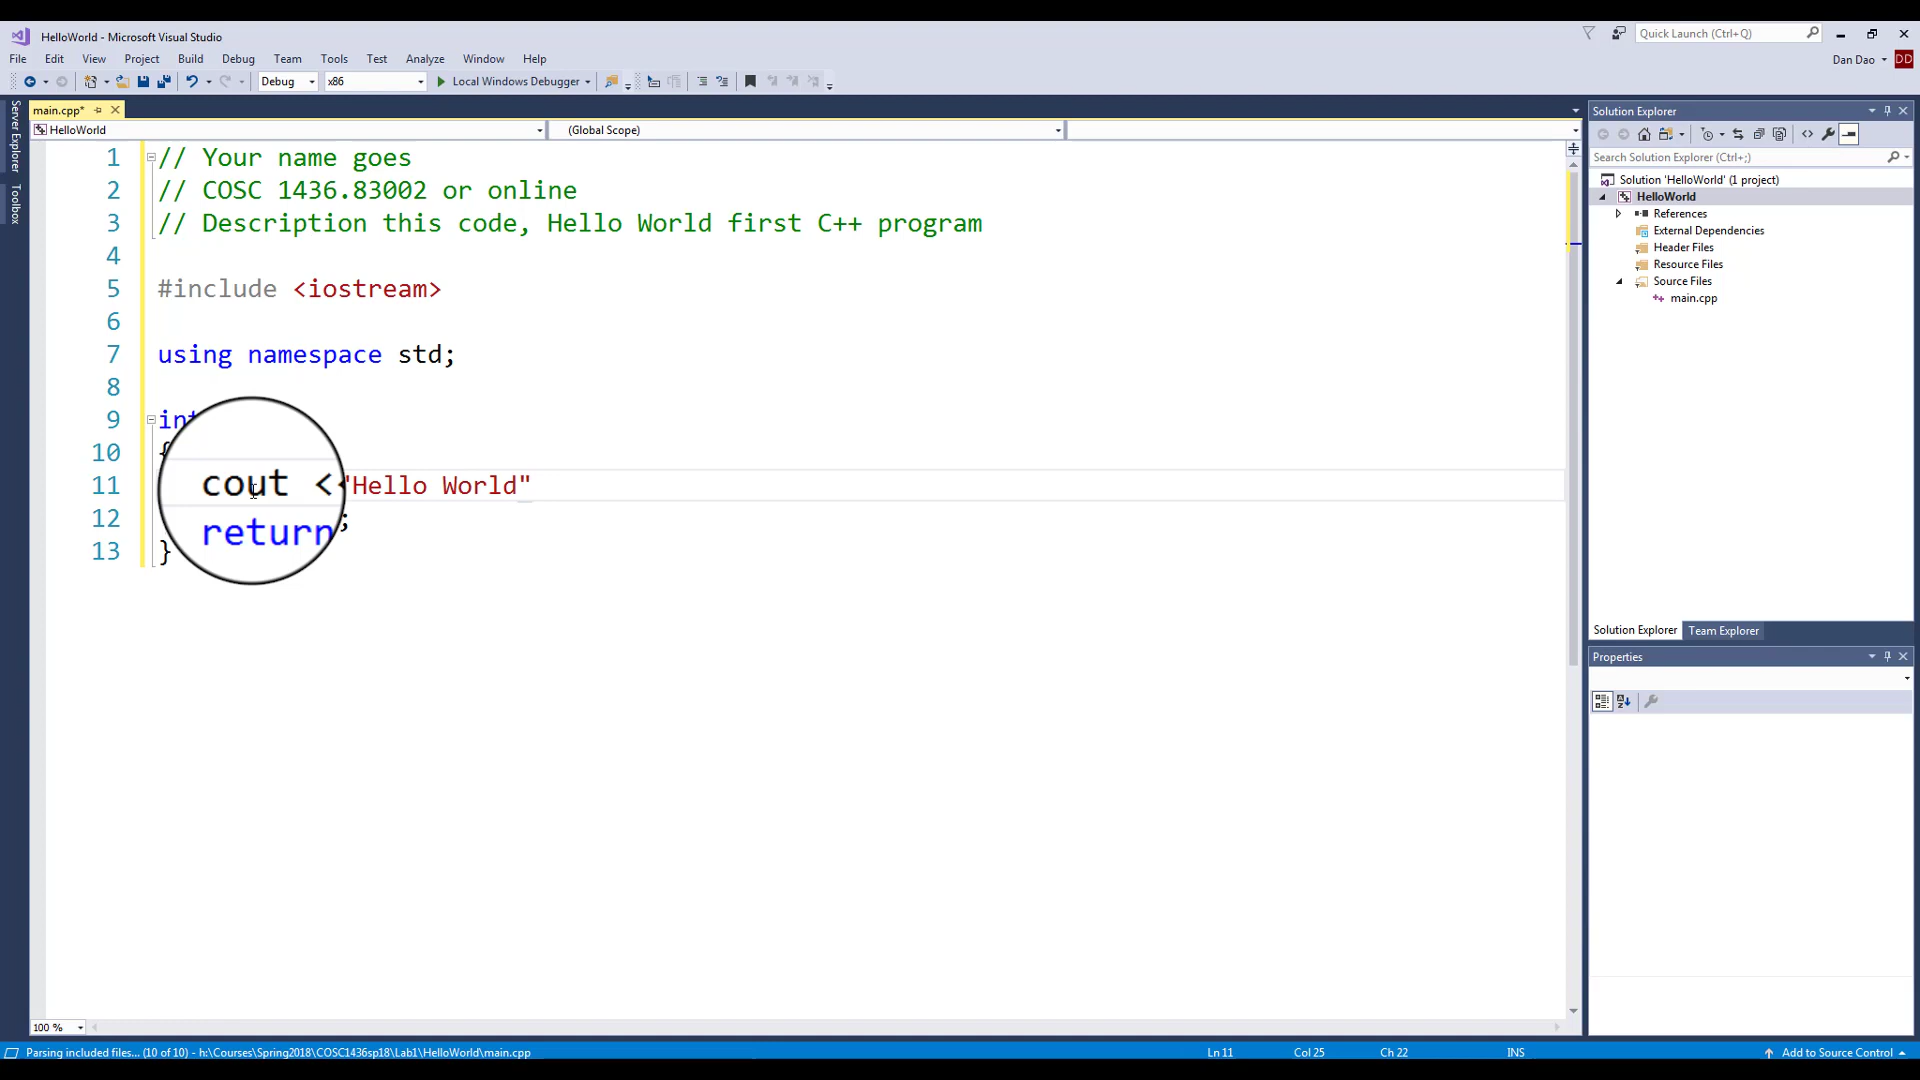 HelloWorld - Microsoft Visual Studio
Quick Launch (Ctrl+Q)
File Edit View Project Build Debug Team Tools Test Analyze Window Help
Dan Dao DD
Debug x86 Local Windows Debugger
Server Explorer
Toolbox
main.cpp*
HelloWorld (Global Scope)
1 // Your name goes
2 // COSC 1436.83002 or online
3 // Description this code, Hello World first C++ program
4
5 #include <iostream>
6
7 using namespace std;
8
9 int
10 {
11 cout << "Hello World"
12 return ;
13 }
100 %
Solution Explorer
Search Solution Explorer (Ctrl+;)
Solution 'HelloWorld' (1 project)
HelloWorld
References
External Dependencies
Header Files
Resource Files
Source Files
main.cpp
Solution Explorer Team Explorer
Properties
Parsing included files... (10 of 10) - h:\Courses\Spring2018\COSC1436sp18\Lab1\HelloWorld\main.cpp Ln 11 Col 25 Ch 22 INS Add to Source Control